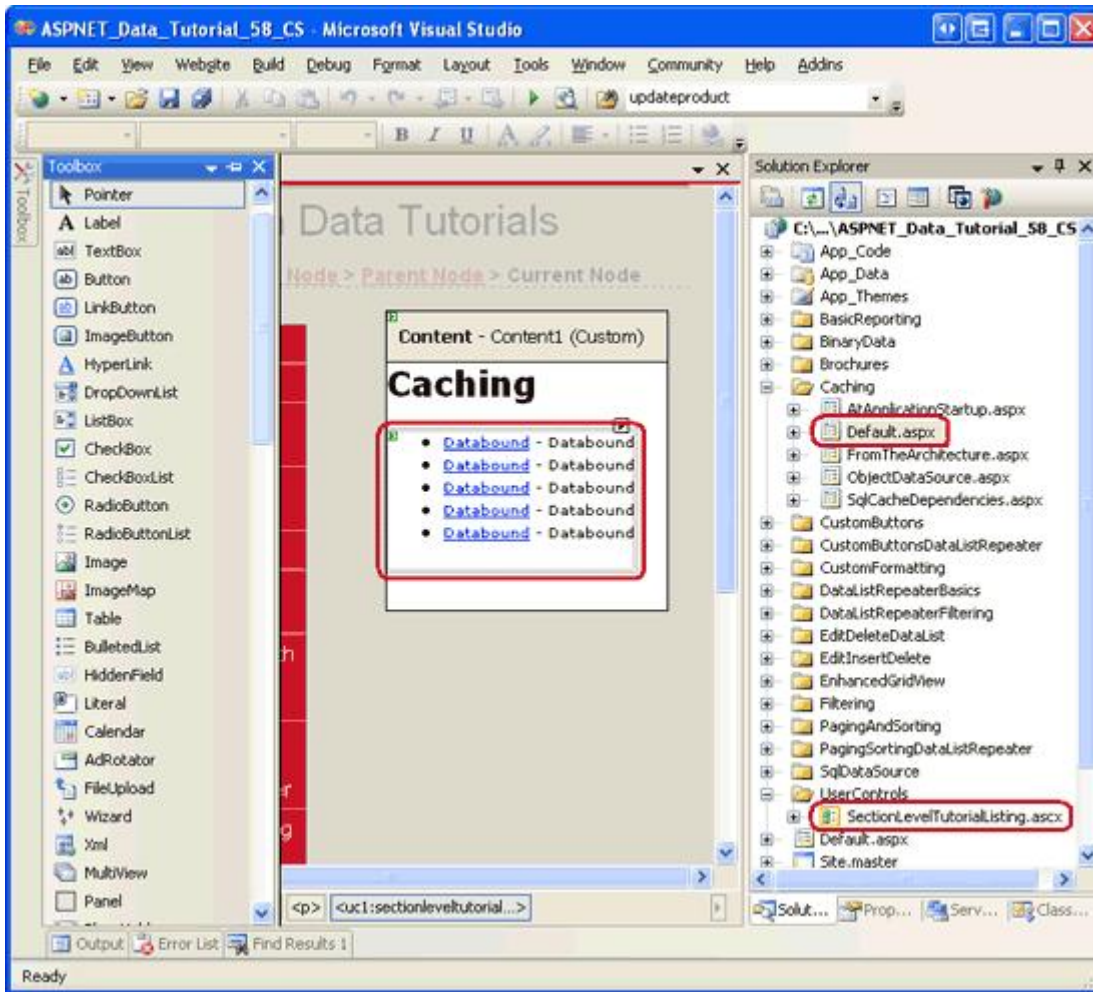 ASPNET_Data_Tutorial_58_CS - Microsoft Visual Studio
File Edit View Website Build Debug Format Layout Tools Window Community Help Addins
updateproduct
B I U A
Toolbox
Toolbox
Pointer
A Label
TextBox
Button
LinkButton
ImageButton
A HyperLink
DropDownList
ListBox
CheckBox
CheckBoxList
RadioButton
RadioButtonList
Image
ImageMap
Table
BulletedList
HiddenField
Literal
Calendar
AdRotator
FileUpload
Wizard
Xml
MultiView
Panel
Data Tutorials
Node > Parent Node > Current Node
Content - Content1 (Custom)
Caching
Databound - Databound
Databound - Databound
Databound - Databound
Databound - Databound
Databound - Databound
<p> <uc1:sectionleveltutorial...>
Solution Explorer
C:\...\ASPNET_Data_Tutorial_58_CS
App_Code
App_Data
App_Themes
BasicReporting
BinaryData
Brochures
Caching
AtApplicationStartup.aspx
Default.aspx
FromTheArchitecture.aspx
ObjectDataSource.aspx
SqlCacheDependencies.aspx
CustomButtons
CustomButtonsDataListRepeater
CustomFormatting
DataListRepeaterBasics
DataListRepeaterFiltering
EditDeleteDataList
EditInsertDelete
EnhancedGridView
Filtering
PagingAndSorting
PagingSortingDataListRepeater
SqlDataSource
UserControls
SectionLevelTutorialListing.ascx
Default.aspx
Site.master
Solut... Prop... Serv... Class...
Output Error List Find Results 1
Ready